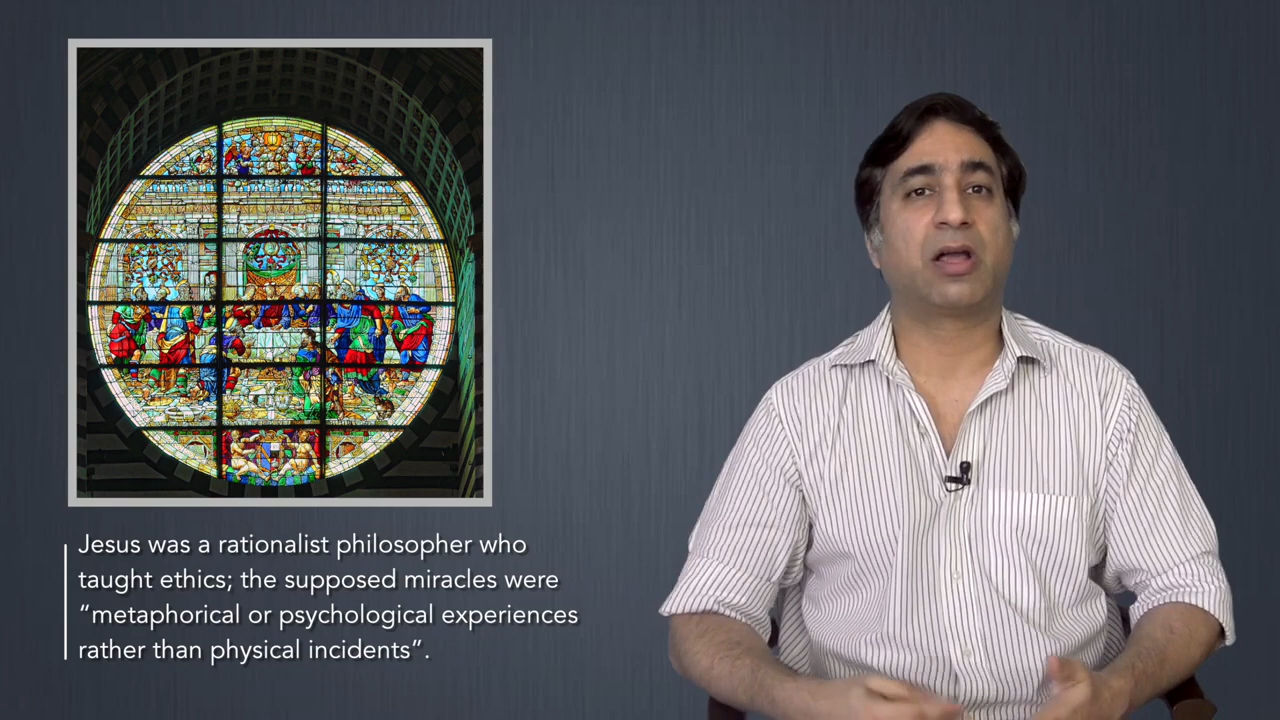 Jesus was a rationalist philosopher who
taught ethics; the supposed miracles were
“metaphorical or psychological experiences
rather than physical incidents”.